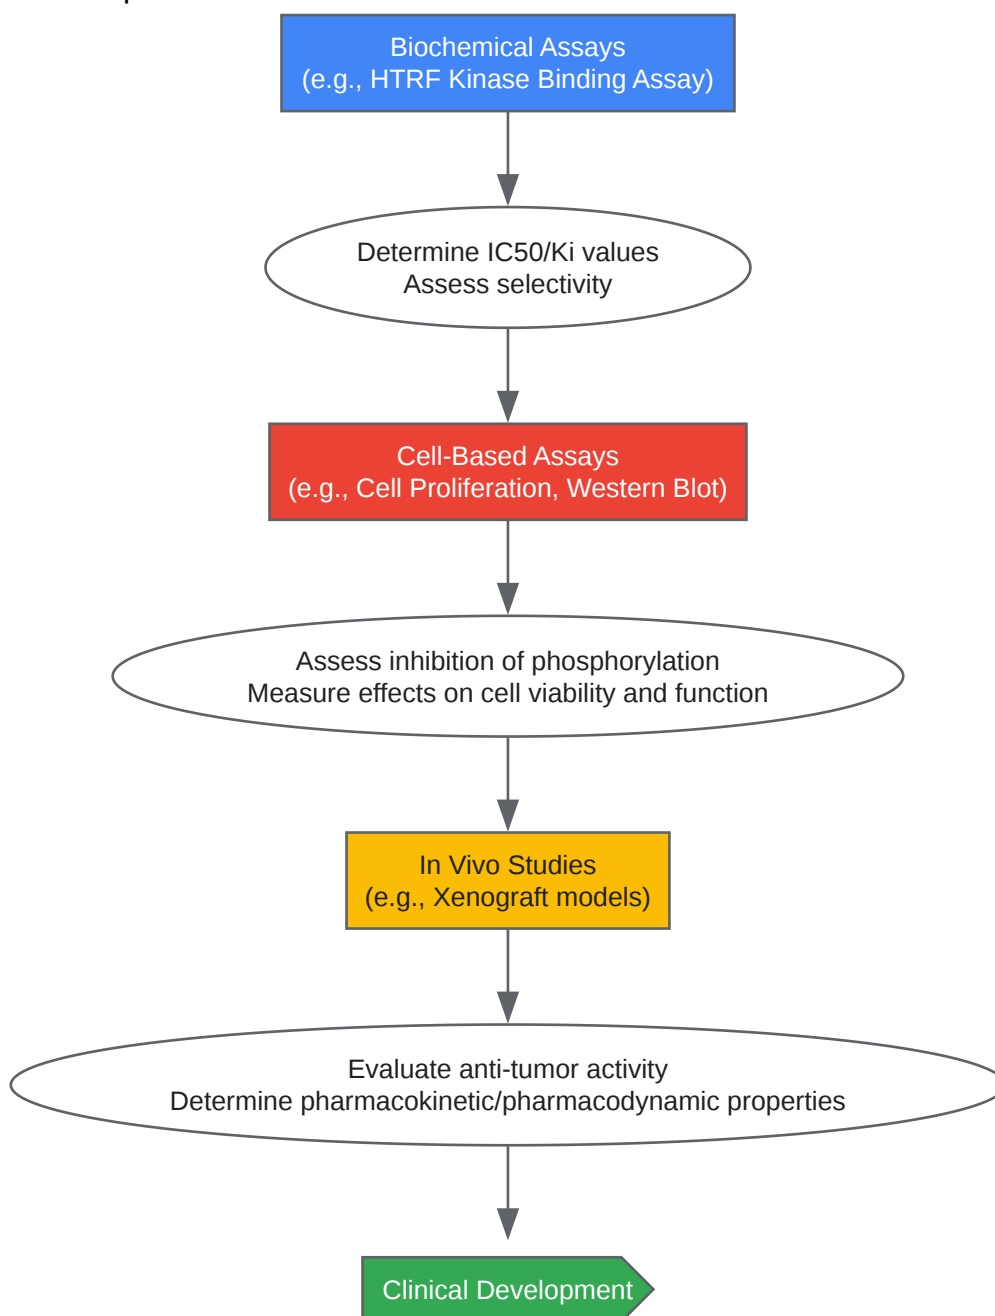 Biochemical Assays
(e.g., HTRF Kinase Binding Assay)
Determine IC50/Ki values
Assess selectivity
Cell-Based Assays
(e.g., Cell Proliferation, Western Blot)
Assess inhibition of phosphorylation
Measure effects on cell viability and function
In Vivo Studies
(e.g., Xenograft models)
Evaluate anti-tumor activity
Determine pharmacokinetic/pharmacodynamic properties
Clinical Development